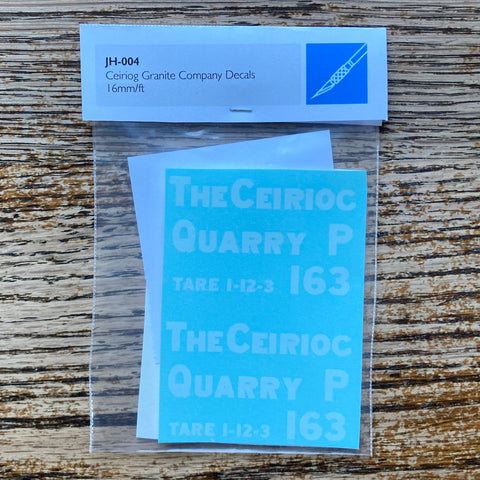 JH-004
Ceiriog Granite Company Decals
16mm/ft
THE CEIRIOC
QUARRY P
TARE 1-12-3 163
THE CEIRIOC
QUARRY P
TARE 1-12-3 163